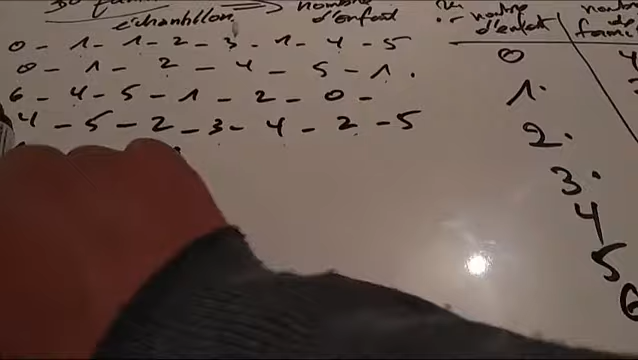 30
échantillon ⟹ nombre d'enfant
0 - 1 - 1 - 2 - 3 - 1 - 4 - 5
0 - 1 - 2 - 4 - 5 - 1 .
6 - 4 - 5 - 1 - 2 - 0 -
4 - 5 - 2 - 3 - 4 - 2 - 5
nombre d'enfant
0
1
2
3
4
5
6